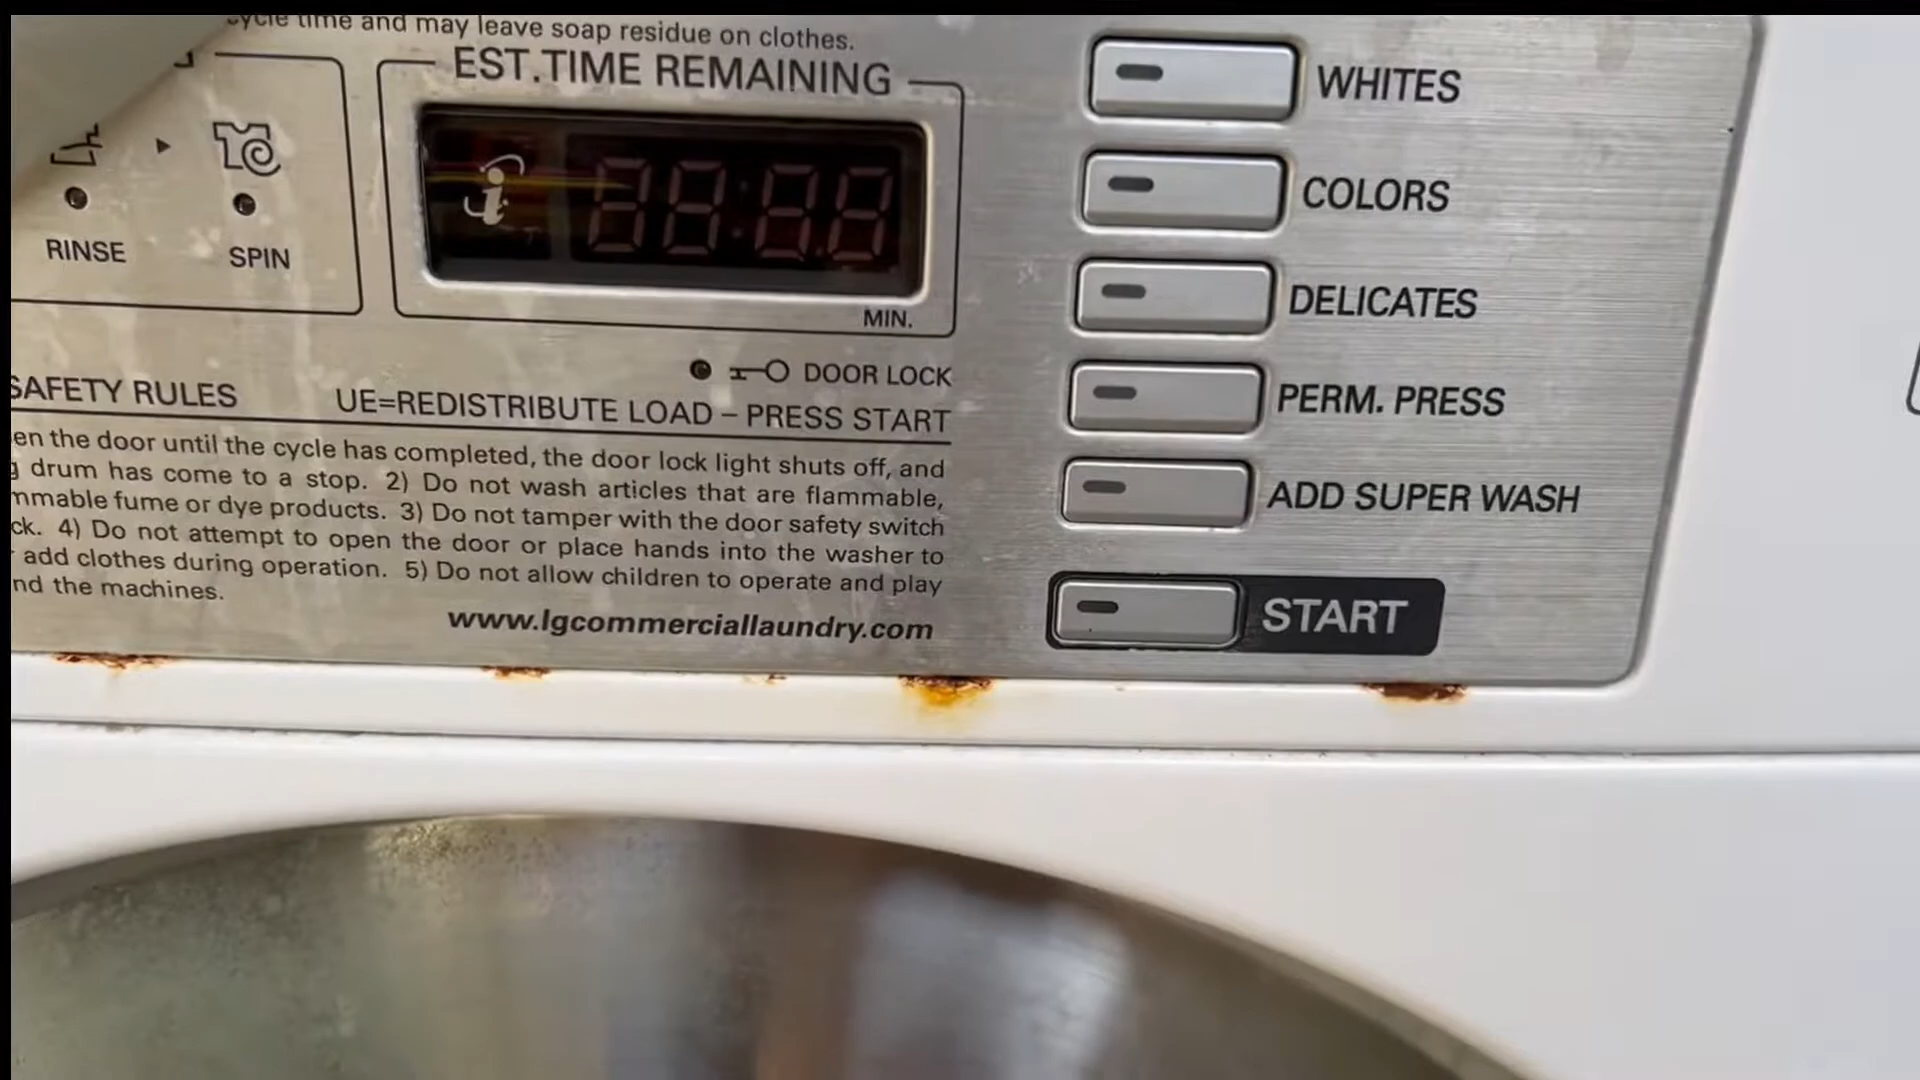 cycle time and may leave soap residue on clothes.
EST.TIME REMAINING
RINSE
SPIN
MIN.
DOOR LOCK
SAFETY RULES
UE=REDISTRIBUTE LOAD – PRESS START
en the door until the cycle has completed, the door lock light shuts off, and
g drum has come to a stop. 2) Do not wash articles that are flammable,
mmable fume or dye products. 3) Do not tamper with the door safety switch
ck. 4) Do not attempt to open the door or place hands into the washer to
add clothes during operation. 5) Do not allow children to operate and play
nd the machines.
www.lgcommerciallaundry.com
WHITES
COLORS
DELICATES
PERM. PRESS
ADD SUPER WASH
START